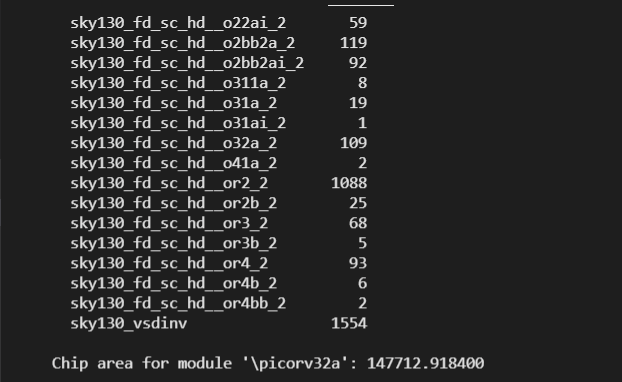 sky130_fd_sc_hd__o22ai_2 59
sky130_fd_sc_hd__o2bb2a_2 119
sky130_fd_sc_hd__o2bb2ai_2 92
sky130_fd_sc_hd__o311a_2 8
sky130_fd_sc_hd__o31a_2 19
sky130_fd_sc_hd__o31ai_2 1
sky130_fd_sc_hd__o32a_2 109
sky130_fd_sc_hd__o41a_2 2
sky130_fd_sc_hd__or2_2 1088
sky130_fd_sc_hd__or2b_2 25
sky130_fd_sc_hd__or3_2 68
sky130_fd_sc_hd__or3b_2 5
sky130_fd_sc_hd__or4_2 93
sky130_fd_sc_hd__or4b_2 6
sky130_fd_sc_hd__or4bb_2 2
sky130_vsdinv 1554
Chip area for module '\picorv32a': 147712.918400